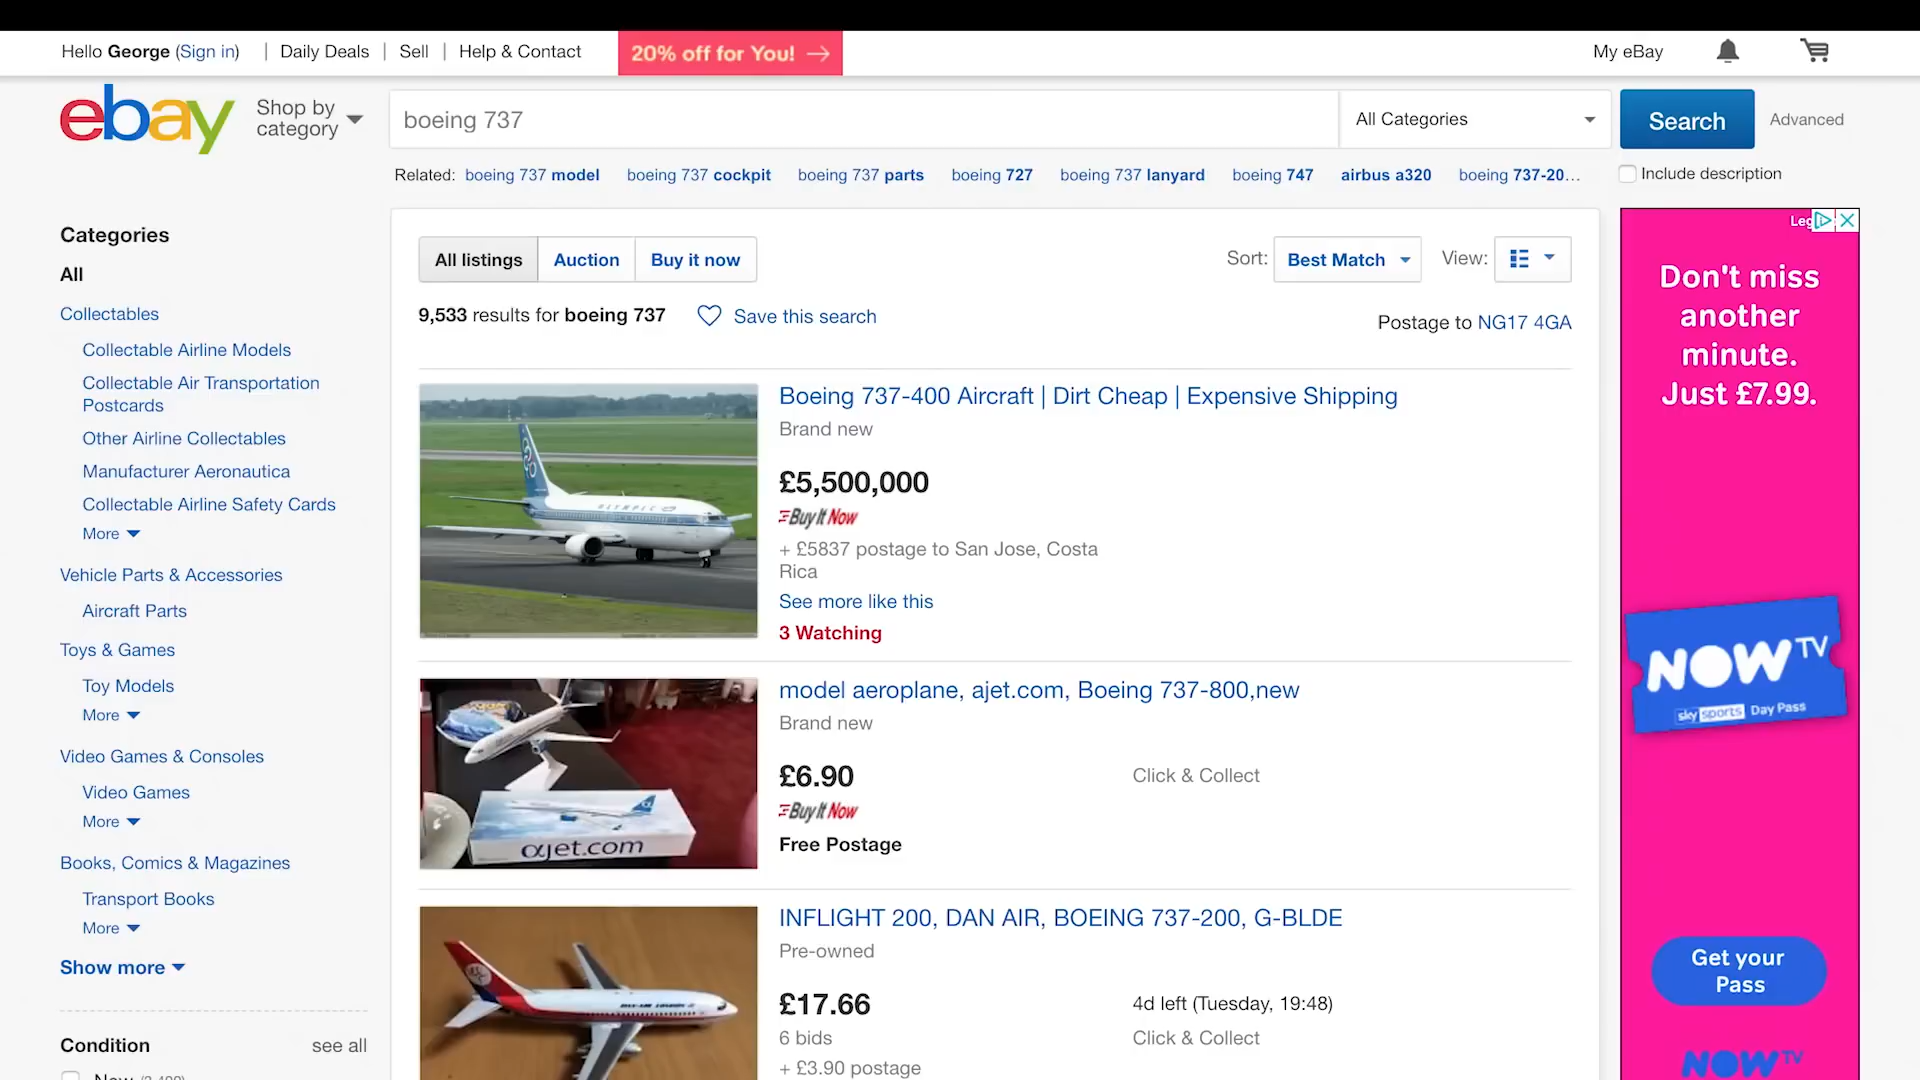 Hello George (Sign in)
Daily Deals
Sell
Help & Contact
20% off for You!
My eBay
ebay
Shop by
category
boeing 737
All Categories
Search
Advanced
Related: boeing 737 model boeing 737 cockpit boeing 737 parts boeing 727 boeing 737 lanyard boeing 747 airbus a320 boeing 737-20...
Include description
Categories
All
Collectables
Collectable Airline Models
Collectable Air Transportation
Postcards
Other Airline Collectables
Manufacturer Aeronautica
Collectable Airline Safety Cards
More
Vehicle Parts & Accessories
Aircraft Parts
Toys & Games
Toy Models
More
Video Games & Consoles
Video Games
More
Books, Comics & Magazines
Transport Books
More
Show more
Condition
see all
All listings
Auction
Buy it now
Sort:
Best Match
View:
9,533 results for boeing 737
Save this search
Postage to NG17 4GA
Boeing 737-400 Aircraft | Dirt Cheap | Expensive Shipping
Brand new
£5,500,000
Buy It Now
+ £5837 postage to San Jose, Costa
Rica
See more like this
3 Watching
OLYMPIC
model aeroplane, ajet.com, Boeing 737-800,new
Brand new
£6.90
Click & Collect
Buy It Now
Free Postage
ajet.com
INFLIGHT 200, DAN AIR, BOEING 737-200, G-BLDE
Pre-owned
£17.66
4d left (Tuesday, 19:48)
6 bids
Click & Collect
+ £3.90 postage
DAN-AIR LONDON
Leg
Don't miss
another
minute.
Just £7.99.
NOW TV
sky sports Day Pass
Get your
Pass
NOW TV